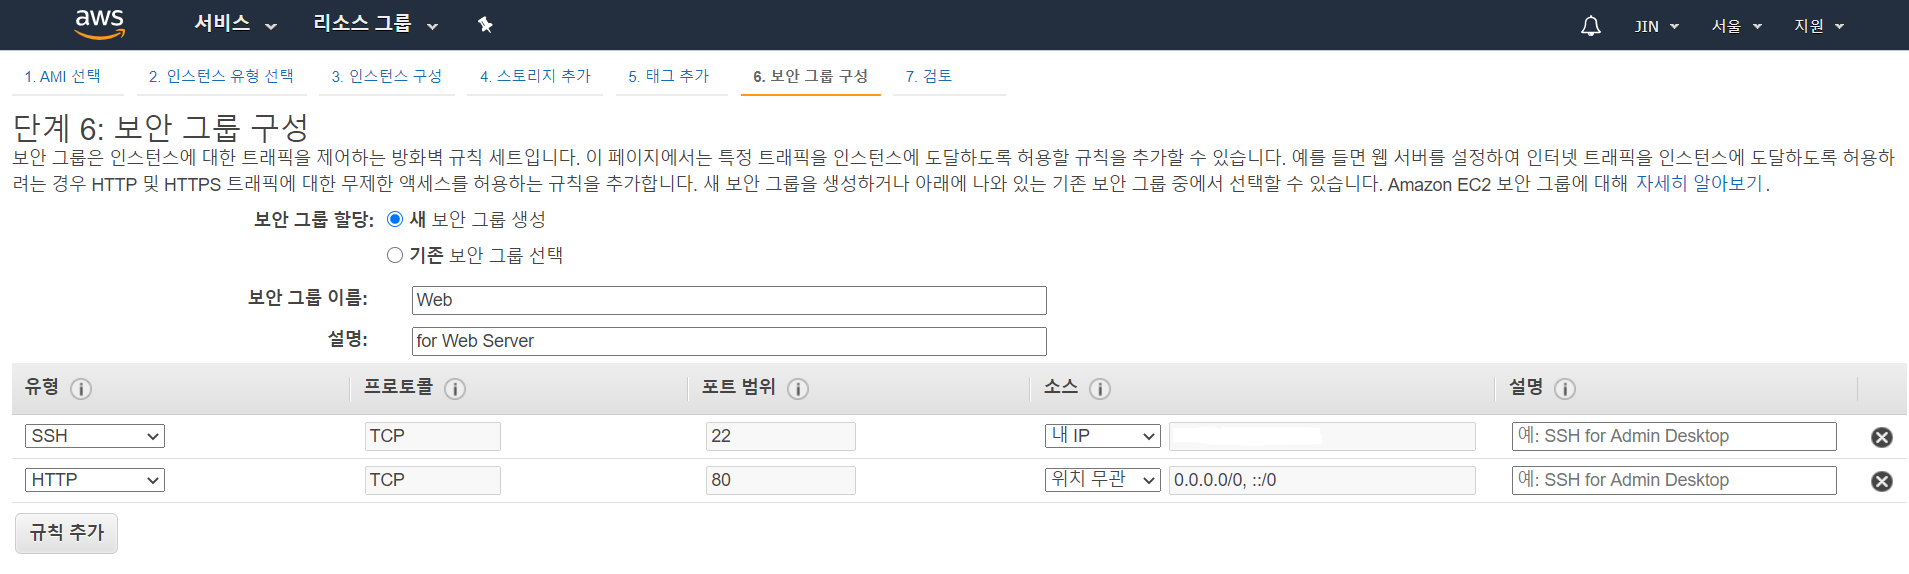 aws 서비스 리소스 그룹 JIN 서울 지원
1. AMI 선택 2. 인스턴스 유형 선택 3. 인스턴스 구성 4. 스토리지 추가 5. 태그 추가 6. 보안 그룹 구성 7. 검토
단계 6: 보안 그룹 구성
보안 그룹은 인스턴스에 대한 트래픽을 제어하는 방화벽 규칙 세트입니다. 이 페이지에서는 특정 트래픽을 인스턴스에 도달하도록 허용할 규칙을 추가할 수 있습니다. 예를 들면 웹 서버를 설정하여 인터넷 트래픽을 인스턴스에 도달하도록 허용하
려는 경우 HTTP 및 HTTPS 트래픽에 대한 무제한 액세스를 허용하는 규칙을 추가합니다. 새 보안 그룹을 생성하거나 아래에 나와 있는 기존 보안 그룹 중에서 선택할 수 있습니다. Amazon EC2 보안 그룹에 대해 자세히 알아보기.
보안 그룹 할당: 새 보안 그룹 생성
기존 보안 그룹 선택
보안 그룹 이름: Web
설명: for Web Server
유형 i 프로토콜 i 포트 범위 i 소스 i 설명 i
SSH TCP 22 내 IP 예: SSH for Admin Desktop
HTTP TCP 80 위치 무관 0.0.0.0/0, ::/0 예: SSH for Admin Desktop
규칙 추가